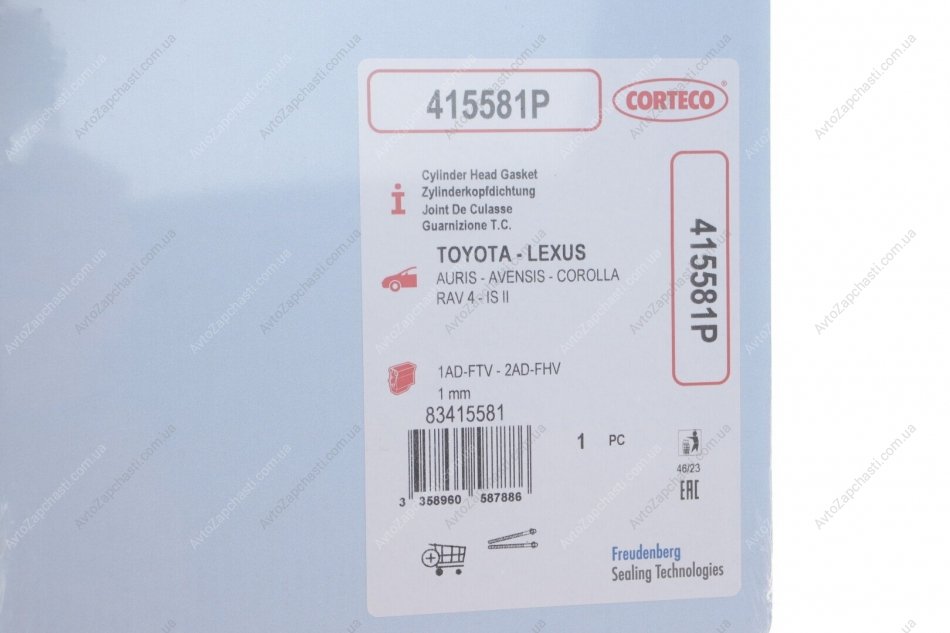 415581P
CORTECO
Cylinder Head Gasket
Zylinderkopfdichtung
Joint De Culasse
Guarnizione T.C.
TOYOTA - LEXUS
AURIS - AVENSIS - COROLLA
RAV 4 - IS II
415581P
1AD-FTV - 2AD-FHV
1 mm
83415581
1 PC
3 358960 587886
46/23
EAC
Freudenberg
Sealing Technologies
AvtoZapchasti.com.ua